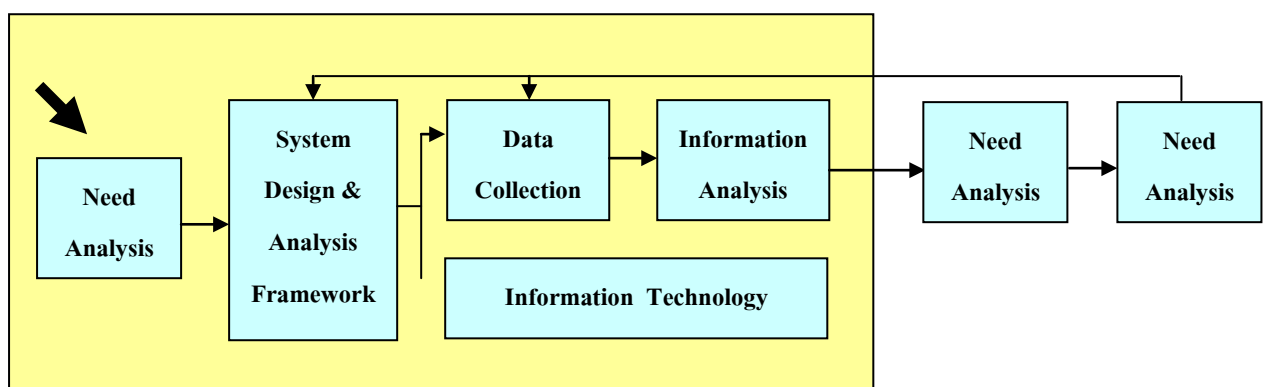 Need
Analysis
System
Design &
Analysis
Framework
Data
Collection
Information
Analysis
Information Technology
Need
Analysis
Need
Analysis